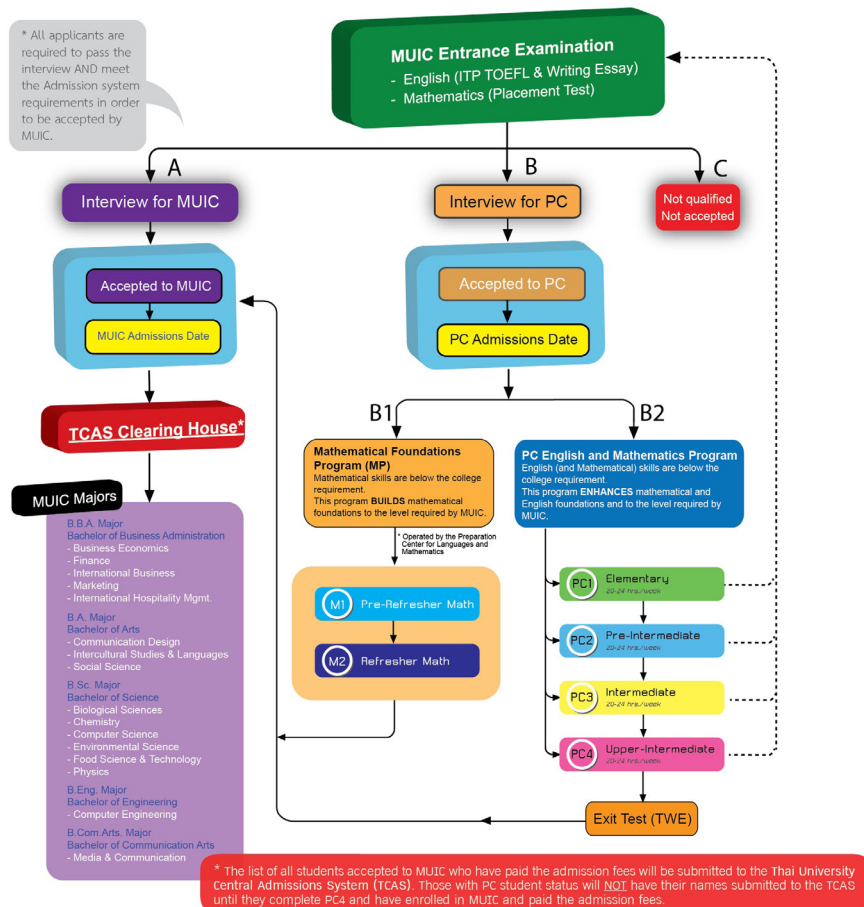 * All applicants are
required to pass the
interview AND meet
the Admission system
requirements in order
to be accepted by
MUIC.
MUIC Entrance Examination
- English (ITP TOEFL & Writing Essay)
- Mathematics (Placement Test)
A
B
C
Interview for MUIC
Interview for PC
Not qualified
Not accepted
Accepted to MUIC
MUIC Admissions Date
Accepted to PC
PC Admissions Date
TCAS Clearing House*
B1
B2
Mathematical Foundations
Program (MP)
Mathematical skills are below the college
requirement.
This program BUILDS mathematical
foundations to the level required by MUIC.
* Operated by the Preparation
Center for Languages and
Mathematics
PC English and Mathematics Program
English (and Mathematical) skills are below the
college requirement.
This program ENHANCES mathematical and
English foundations and to the level required by
MUIC.
MUIC Majors
B.B.A. Major
Bachelor of Business Administration
- Business Economics
- Finance
- International Business
- Marketing
- International Hospitality Mgmt.
B.A. Major
Bachelor of Arts
- Communication Design
- Intercultural Studies & Languages
- Social Science
B.Sc. Major
Bachelor of Science
- Biological Sciences
- Chemistry
- Computer Science
- Environmental Science
- Food Science & Technology
- Physics
B.Eng. Major
Bachelor of Engineering
- Computer Engineering
B.Com.Arts. Major
Bachelor of Communication Arts
- Media & Communication
M1 Pre-Refresher Math
M2 Refresher Math
PC1 Elementary
20-24 hrs./week
PC2 Pre-Intermediate
20-24 hrs./week
PC3 Intermediate
20-24 hrs./week
PC4 Upper-Intermediate
20-24 hrs./week
Exit Test (TWE)
* The list of all students accepted to MUIC who have paid the admission fees will be submitted to the Thai University
Central Admissions System (TCAS). Those with PC student status will NOT have their names submitted to the TCAS
until they complete PC4 and have enrolled in MUIC and paid the admission fees.